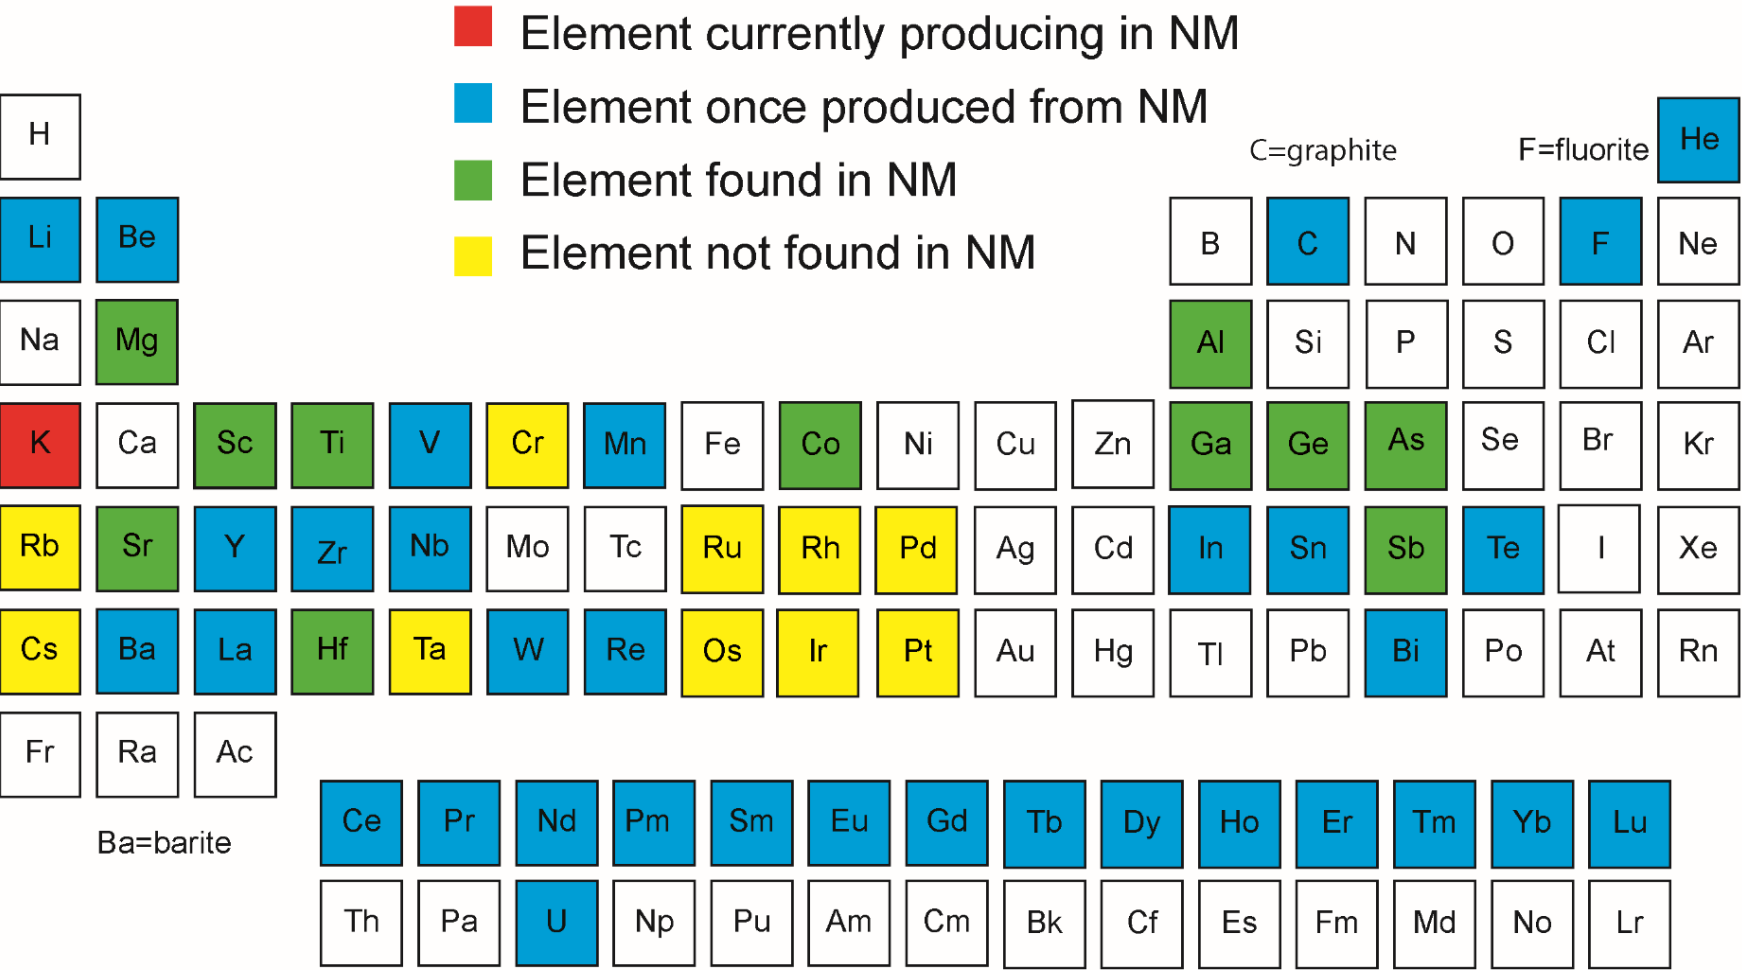 Element currently producing in NM
Element once produced from NM
Element found in NM
Element not found in NM
C=graphite F=fluorite
H He
Li Be B C N O F Ne
Na Mg Al Si P S Cl Ar
K Ca Sc Ti V Cr Mn Fe Co Ni Cu Zn Ga Ge As Se Br Kr
Rb Sr Y Zr Nb Mo Tc Ru Rh Pd Ag Cd In Sn Sb Te I Xe
Cs Ba La Hf Ta W Re Os Ir Pt Au Hg Tl Pb Bi Po At Rn
Fr Ra Ac
Ba=barite
Ce Pr Nd Pm Sm Eu Gd Tb Dy Ho Er Tm Yb Lu
Th Pa U Np Pu Am Cm Bk Cf Es Fm Md No Lr